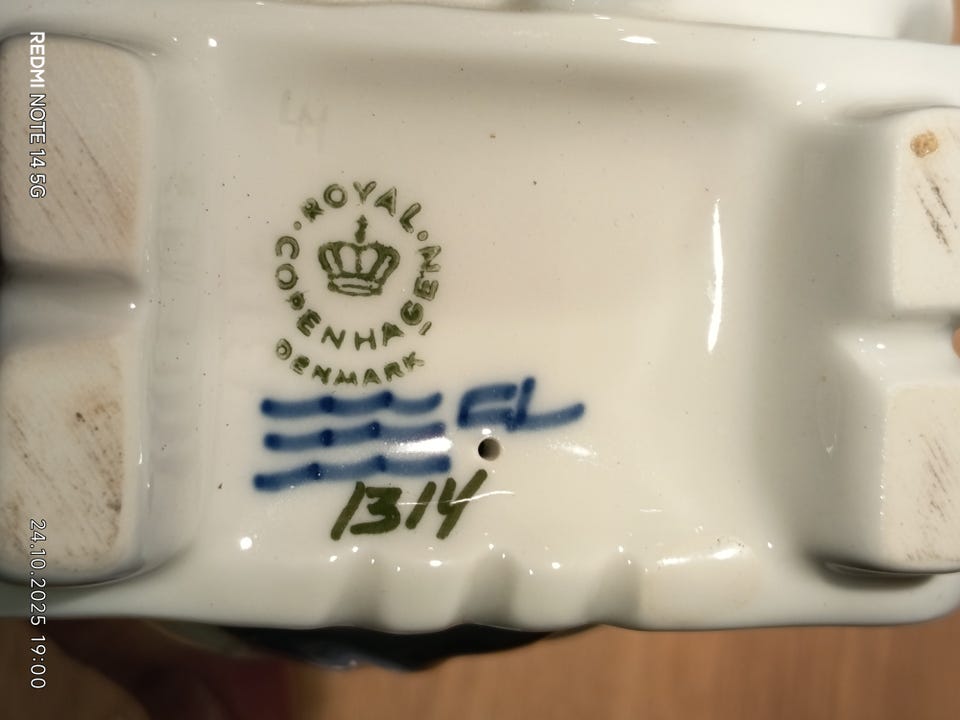 ROYAL
COPENHAGEN
DENMARK
1314
REDMI NOTE 14 5G
24.10.2025 19:00